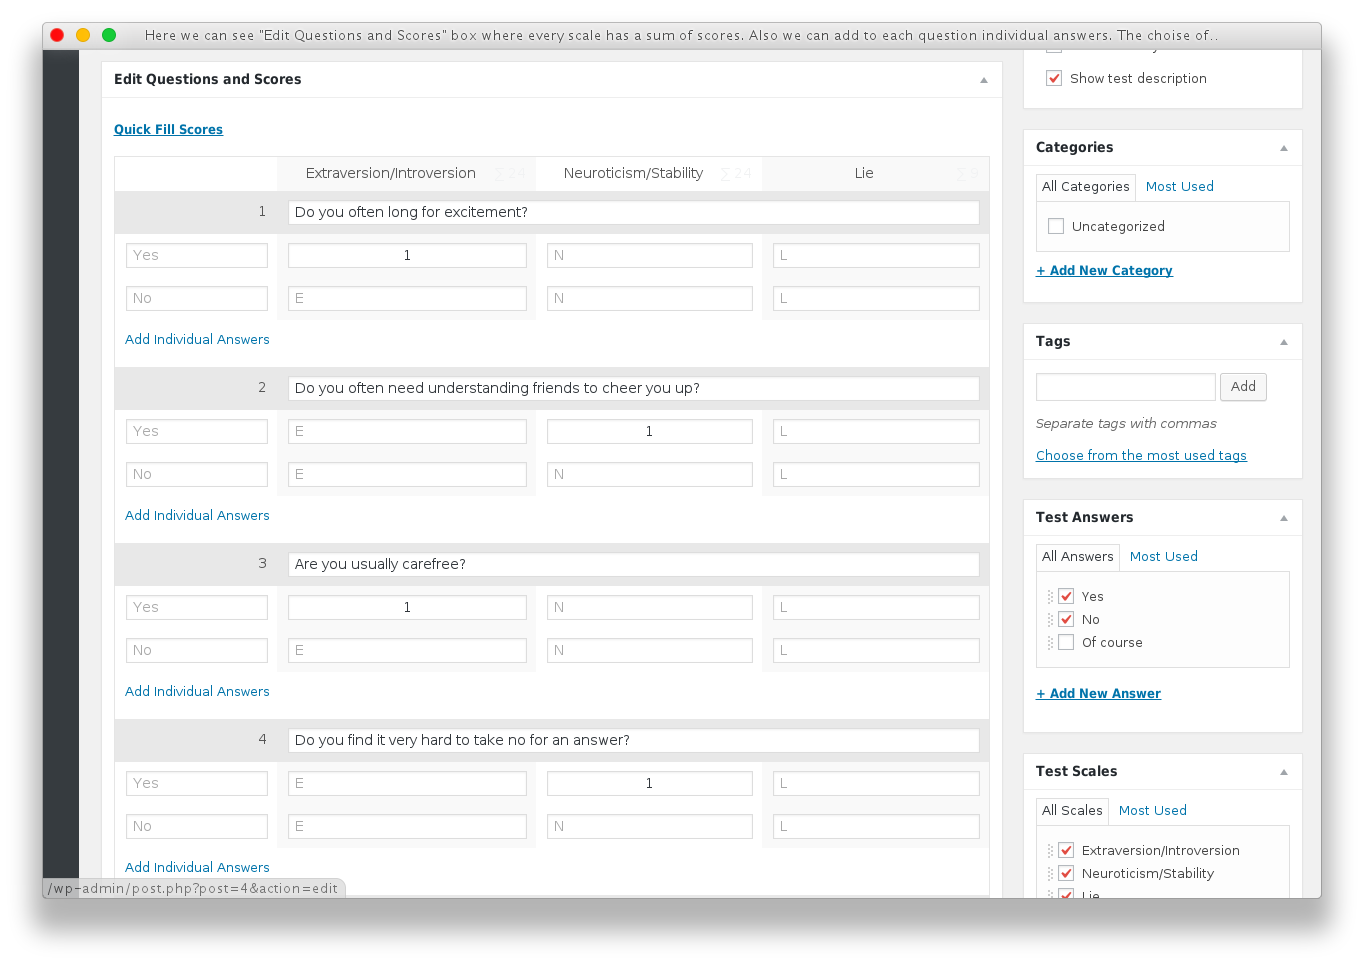 Here we can see "Edit Questions and Scores" box where every scale has a sum of scores. Also we can add to each question individual answers. The choise of..
Edit Questions and Scores
Quick Fill Scores
Extraversion/Introversion ∑ 24 Neuroticism/Stability ∑ 24 Lie ∑ 9
1 Do you often long for excitement?
Yes 1 N L
No E N L
Add Individual Answers
2 Do you often need understanding friends to cheer you up?
Yes E 1 L
No E N L
Add Individual Answers
3 Are you usually carefree?
Yes 1 N L
No E N L
Add Individual Answers
4 Do you find it very hard to take no for an answer?
Yes E 1 L
No E N L
Add Individual Answers
/wp-admin/post.php?post=4&action=edit
Show test description
Categories
All Categories Most Used
Uncategorized
+ Add New Category
Tags
Add
Separate tags with commas
Choose from the most used tags
Test Answers
All Answers Most Used
Yes
No
Of course
+ Add New Answer
Test Scales
All Scales Most Used
Extraversion/Introversion
Neuroticism/Stability
Lie